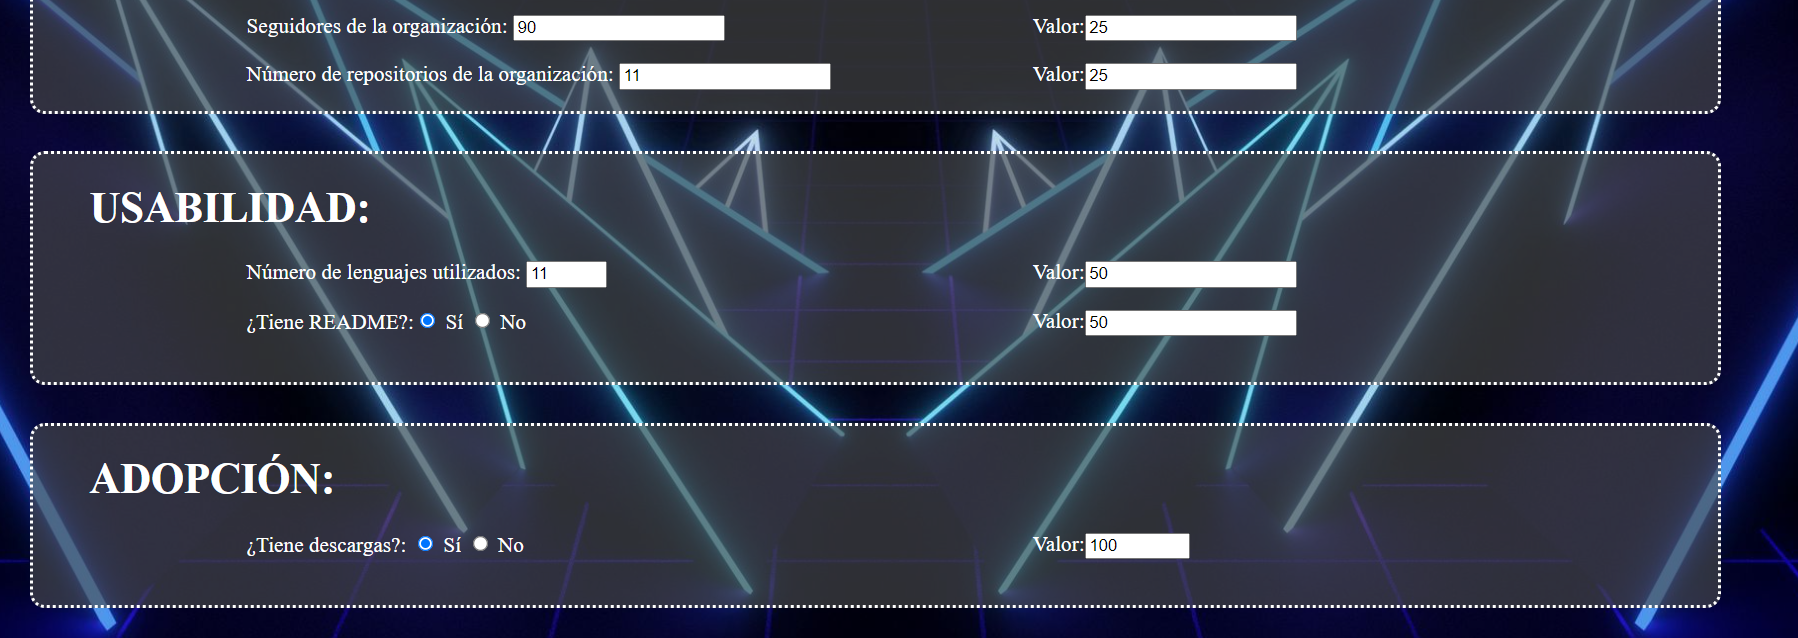 Seguidores de la organización: 90 Valor: 25
Número de repositorios de la organización: 11 Valor: 25
USABILIDAD:
Número de lenguajes utilizados: 11 Valor: 50
¿Tiene README?: Sí No Valor: 50
ADOPCIÓN:
¿Tiene descargas?: Sí No Valor: 100